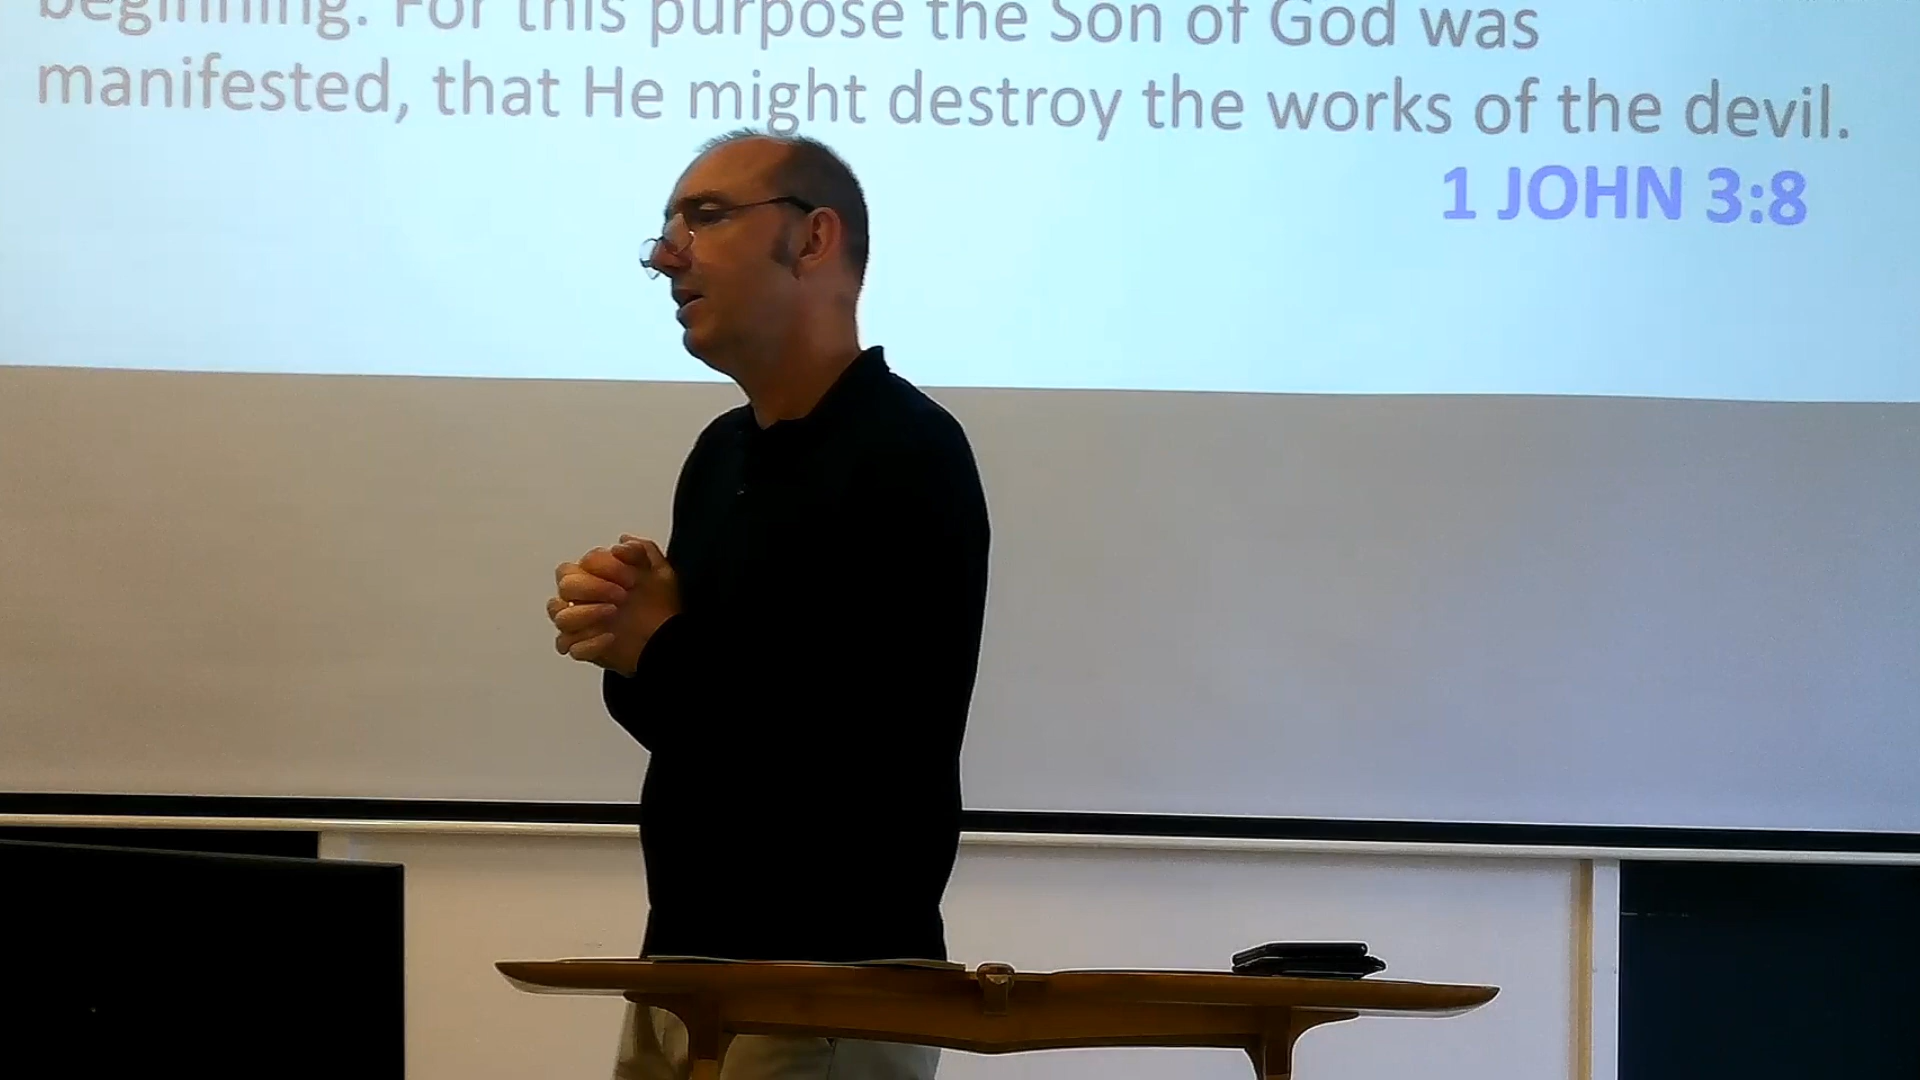 beginning. For this purpose the Son of God was
manifested, that He might destroy the works of the devil.
1 JOHN 3:8